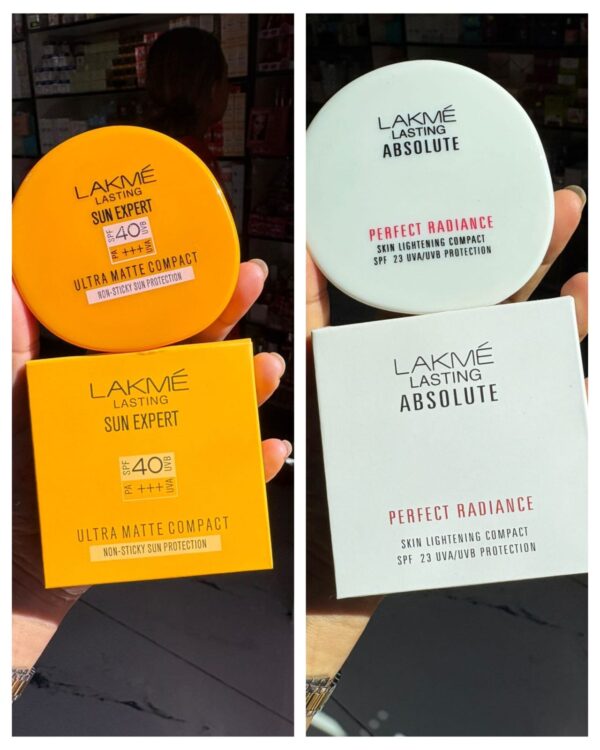 LAKMÉ
LASTING
SUN EXPERT
SPF 40 UVB
PA +++ UVA
ULTRA MATTE COMPACT
NON-STICKY SUN PROTECTION
LAKMÉ
LASTING
SUN EXPERT
SPF 40 UVB
PA +++ UVA
ULTRA MATTE COMPACT
NON-STICKY SUN PROTECTION
LAKMÉ
LASTING
ABSOLUTE
PERFECT RADIANCE
SKIN LIGHTENING COMPACT
SPF 23 UVA/UVB PROTECTION
LAKMÉ
LASTING
ABSOLUTE
PERFECT RADIANCE
SKIN LIGHTENING COMPACT
SPF 23 UVA/UVB PROTECTION